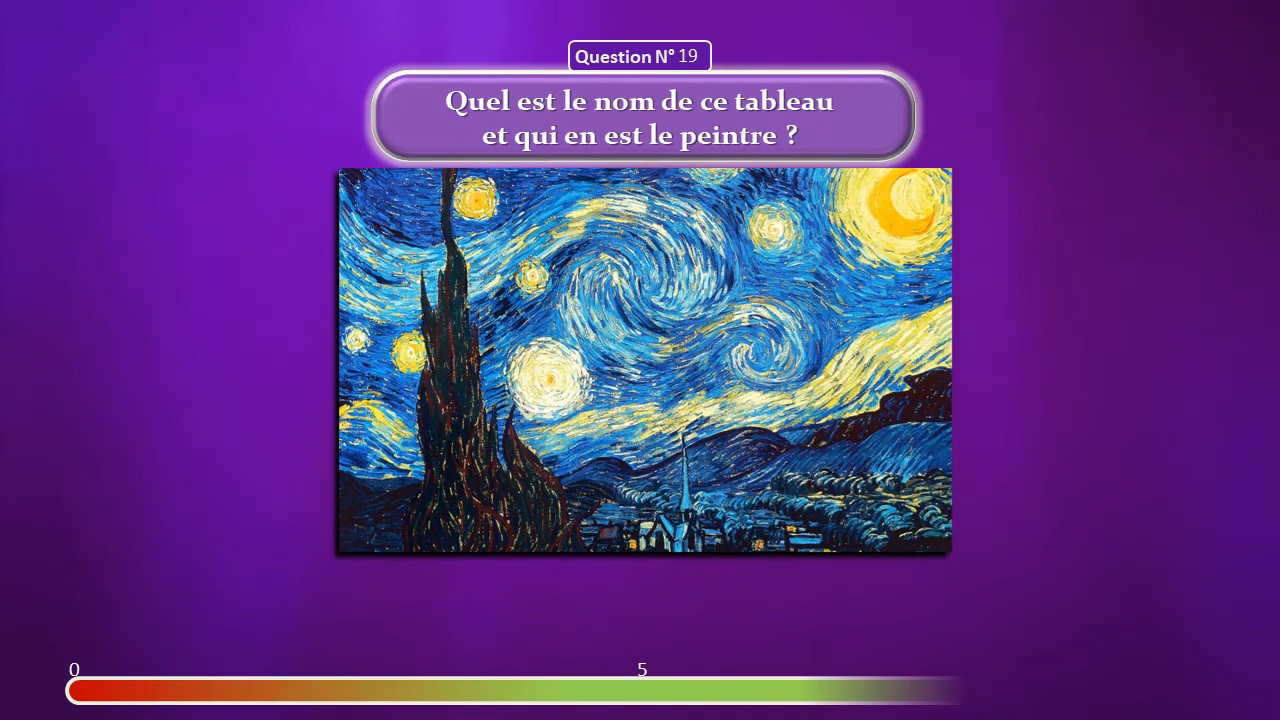 Question N° 19
Quel est le nom de ce tableau
et qui en est le peintre ?
0
5